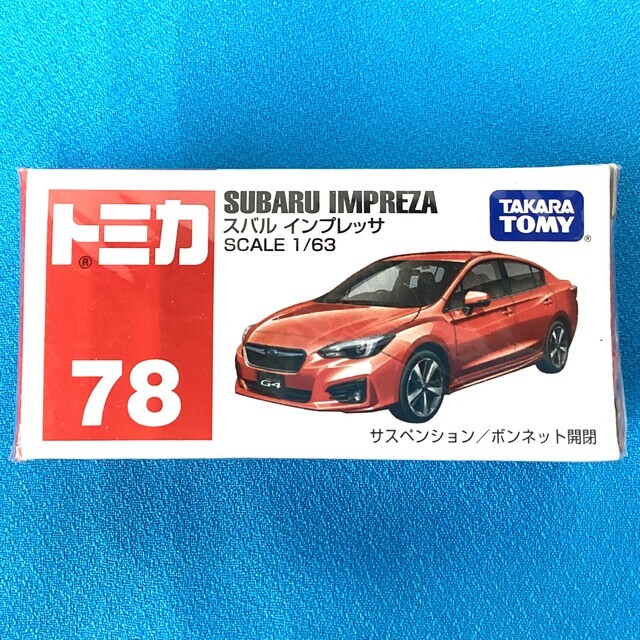 トミカ
®
78
SUBARU IMPREZA
スバル インプレッサ
SCALE 1/63
TAKARA
TOMY
®
G4
サスペンション/ボンネット開閉